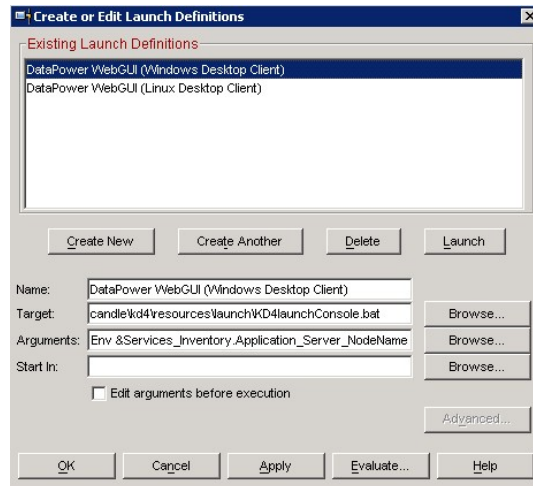 Create or Edit Launch Definitions
Existing Launch Definitions
DataPower WebGUI (Windows Desktop Client)
DataPower WebGUI (Linux Desktop Client)
Create New Create Another Delete Launch
Name: DataPower WebGUI (Windows Desktop Client)
Target: candle\kd4\resources\launch\KD4launchConsole.bat Browse...
Arguments: Env &Services_Inventory.Application_Server_NodeName Browse...
Start In: Browse...
Edit arguments before execution
Advanced...
OK Cancel Apply Evaluate... Help